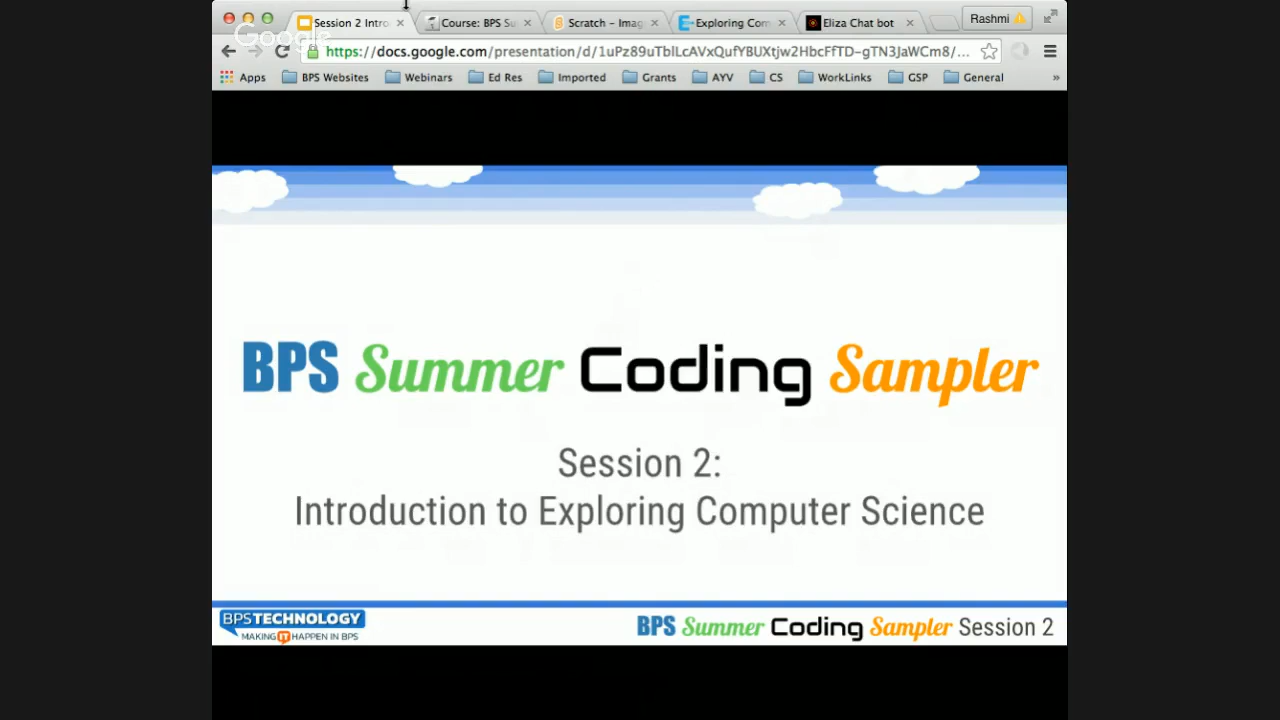 Session 2 Intro
Course: BPS Su
Scratch – Imag
Exploring Com
Eliza Chat bot
Rashmi
Google
https://docs.google.com/presentation/d/1uPz89uTblLcAVxQufYBUXtjw2HbcFfTD-gTN3JaWCm8/...
Apps BPS Websites Webinars Ed Res Imported Grants AYV CS WorkLinks GSP General »
BPS Summer Coding Sampler
Session 2:
Introduction to Exploring Computer Science
BPSTECHNOLOGY
MAKING IT HAPPEN IN BPS
BPS Summer Coding Sampler Session 2